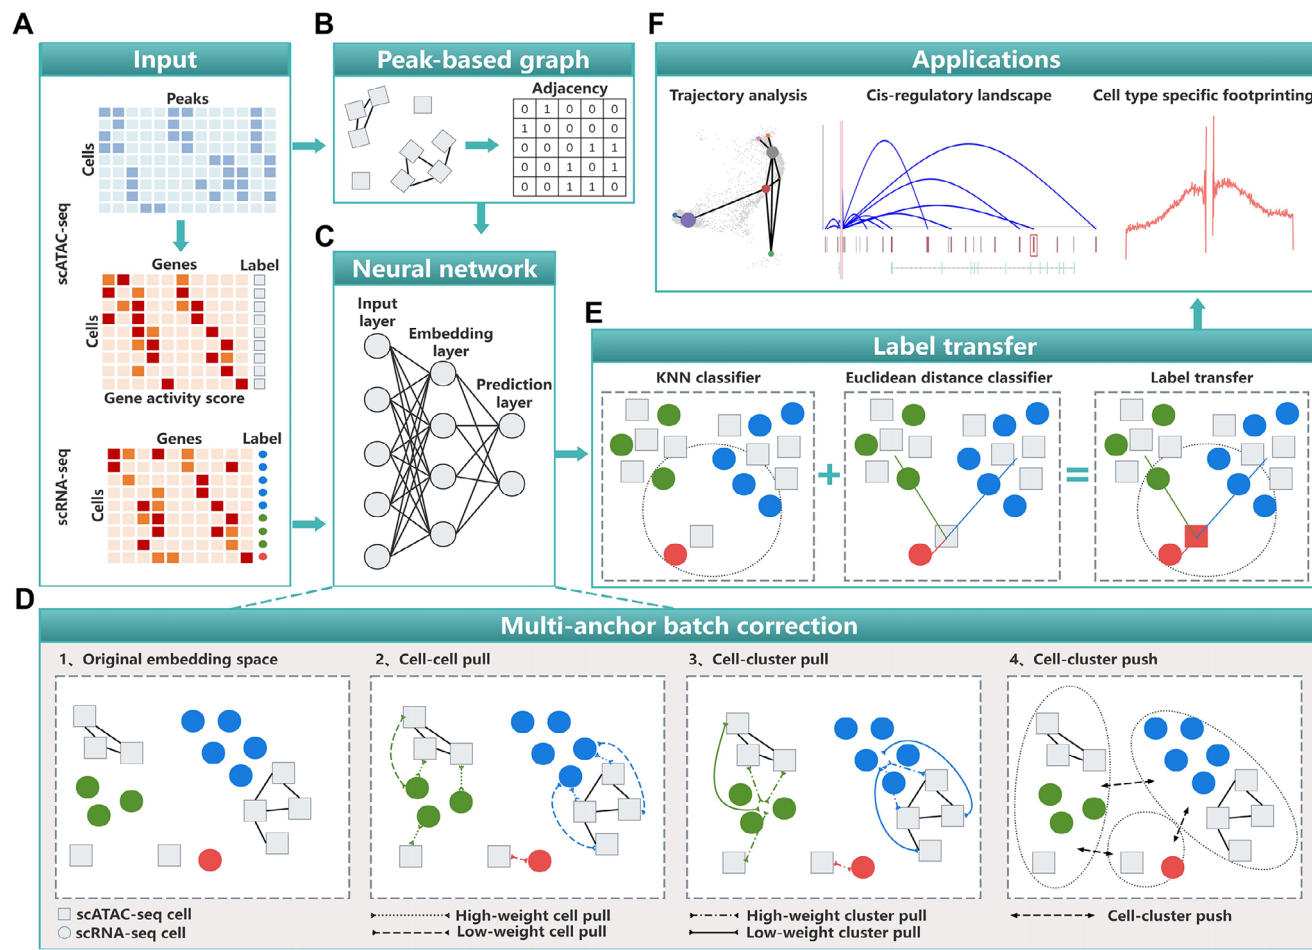 A
Input
Peaks
Cells
scATAC-seq
Genes
Label
Cells
Gene activity score
Genes
Label
Cells
scRNA-seq
B
Peak-based graph
Adjacency
0 1 0 0 0
1 0 0 0 0
0 0 0 1 1
0 0 1 0 1
0 0 1 1 0
C
Neural network
Input
layer
Embedding
layer
Prediction
layer
F
Applications
Trajectory analysis
Cis-regulatory landscape
Cell type specific footprinting
E
Label transfer
KNN classifier
Euclidean distance classifier
Label transfer
+
=
D
Multi-anchor batch correction
1、Original embedding space
2、Cell-cell pull
3、Cell-cluster pull
4、Cell-cluster push
scATAC-seq cell
scRNA-seq cell
High-weight cell pull
Low-weight cell pull
High-weight cluster pull
Low-weight cluster pull
Cell-cluster push